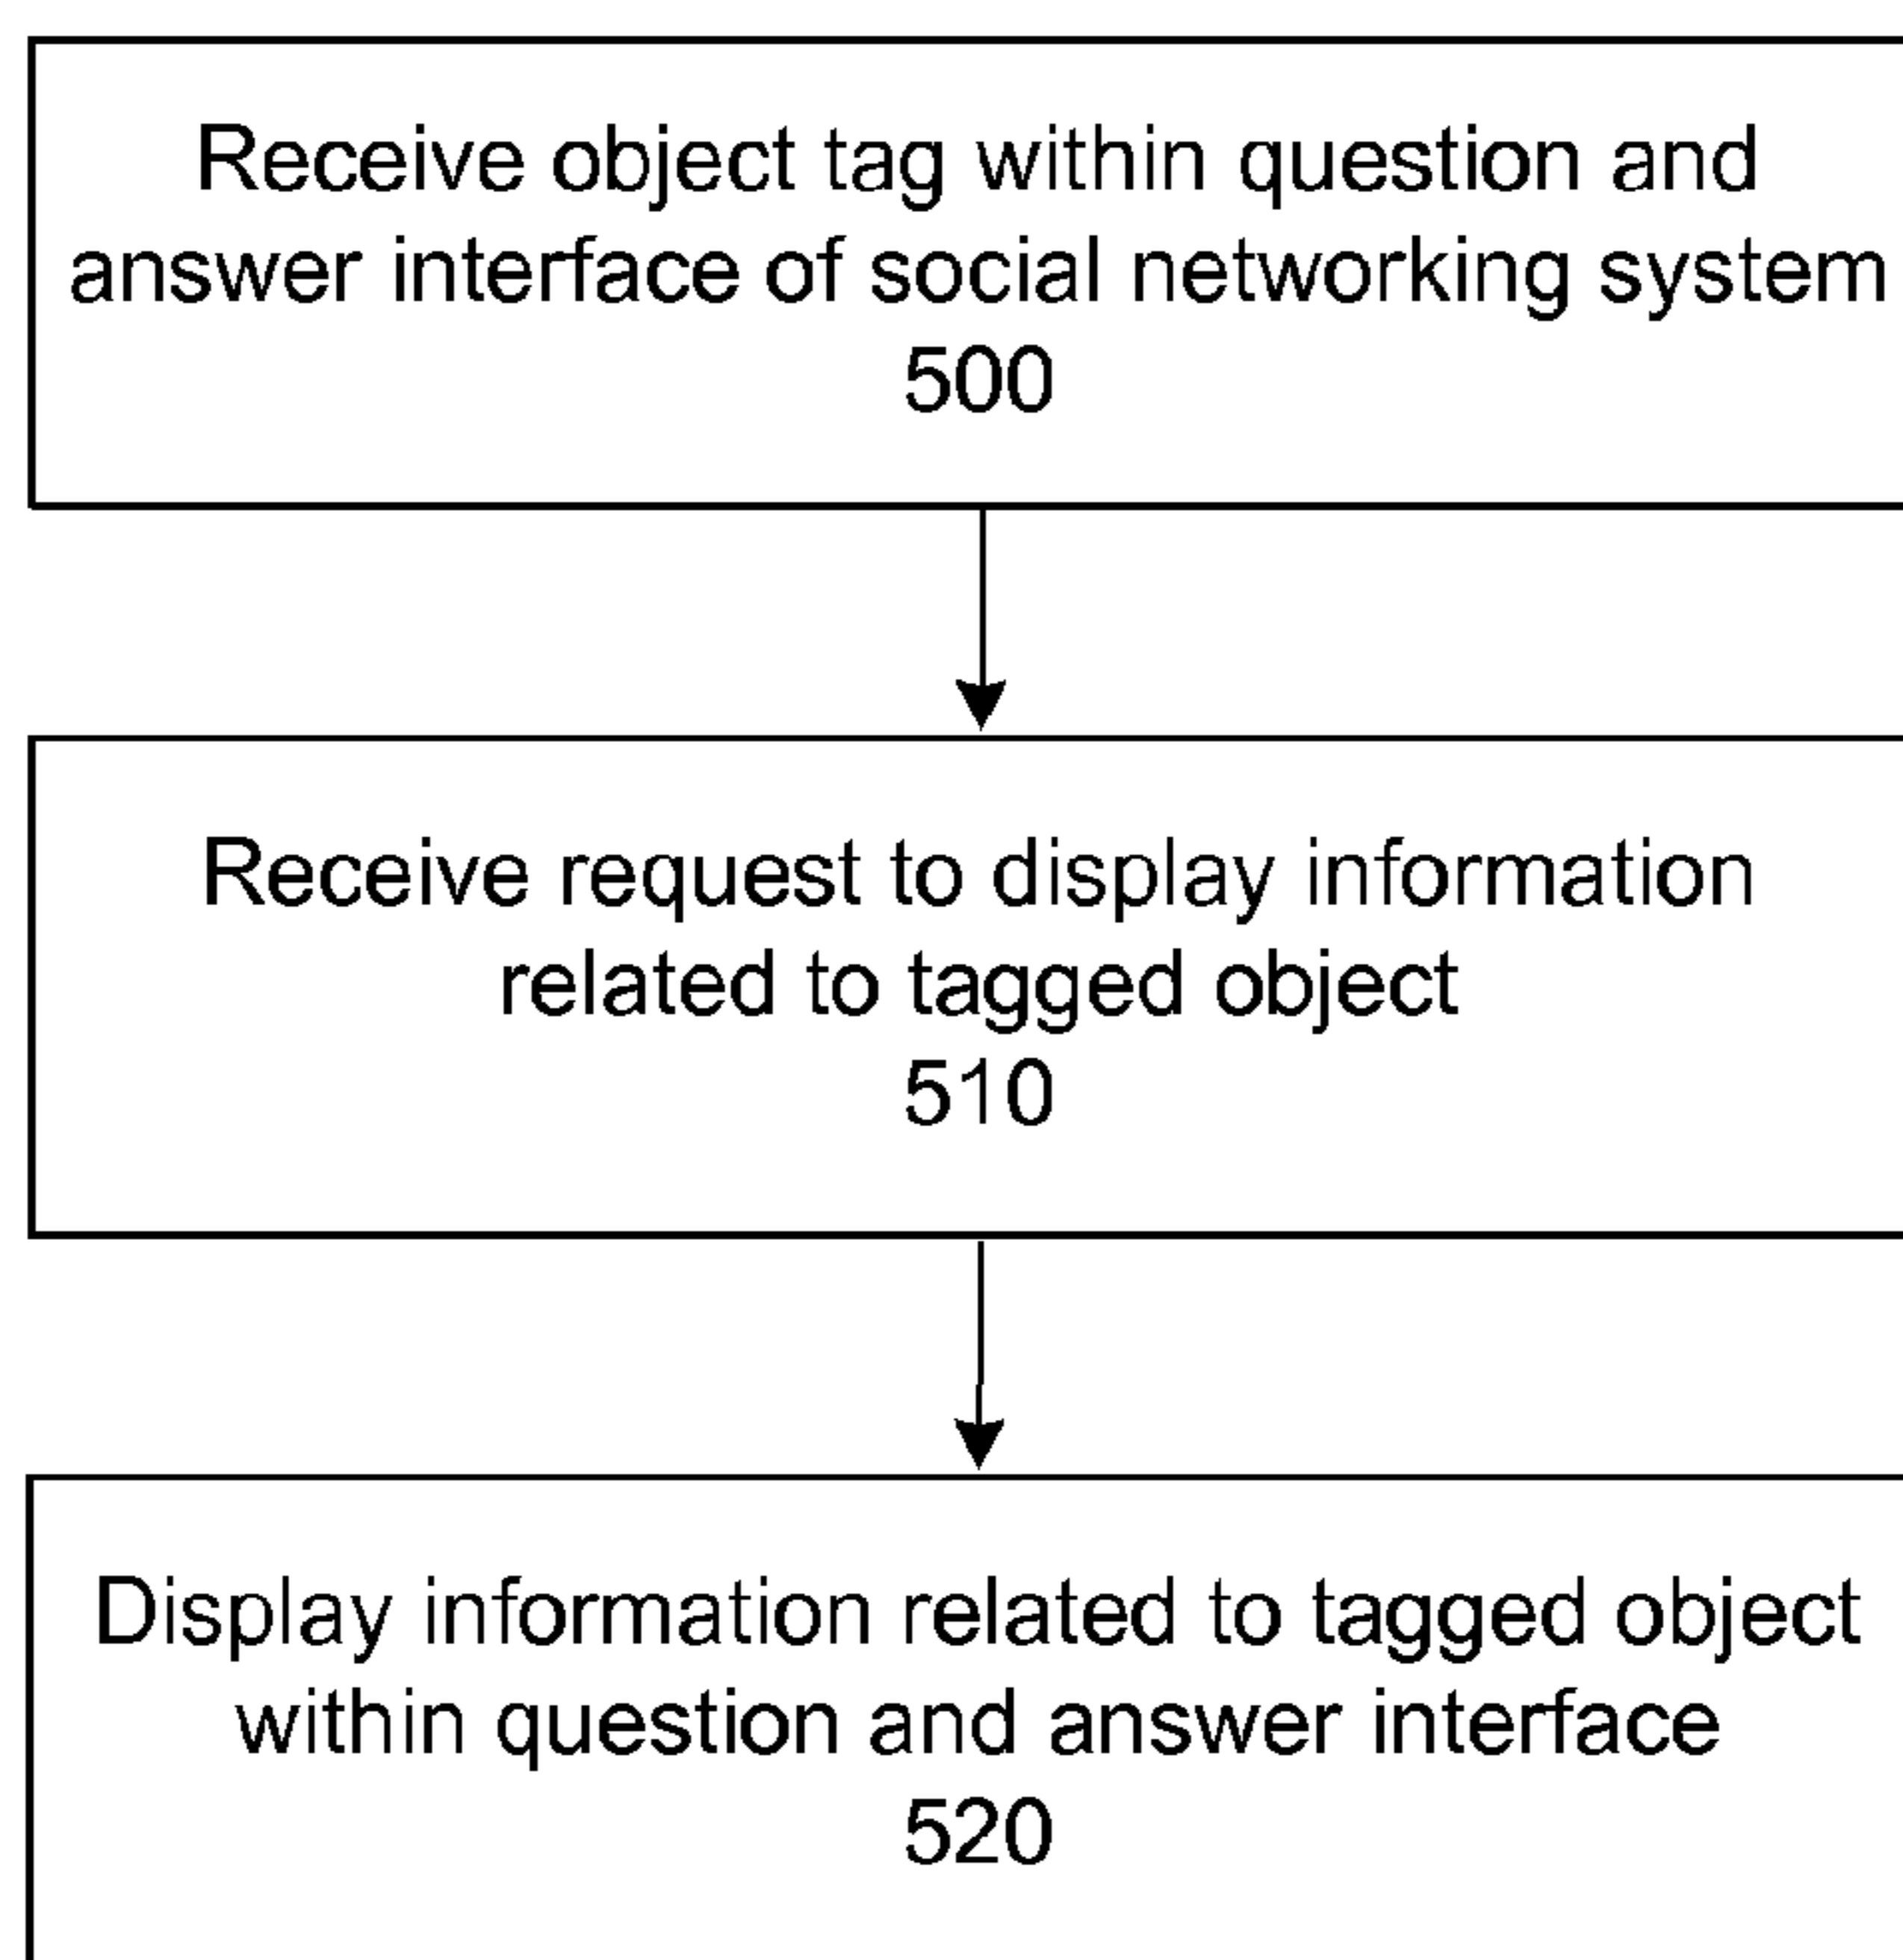 Receive object tag within question and
answer interface of social networking system
500
Receive request to display information
related to tagged object
510
Display information related to tagged object
within question and answer interface
520